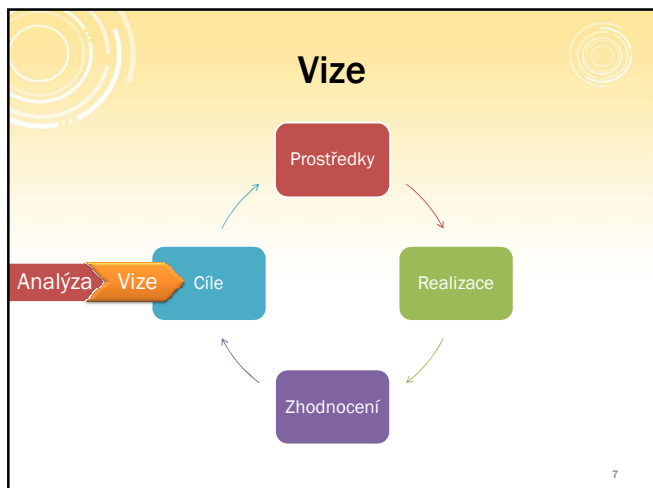 Vize
Prostředky
Analýza
Vize
Cíle
Realizace
Zhodnocení
7